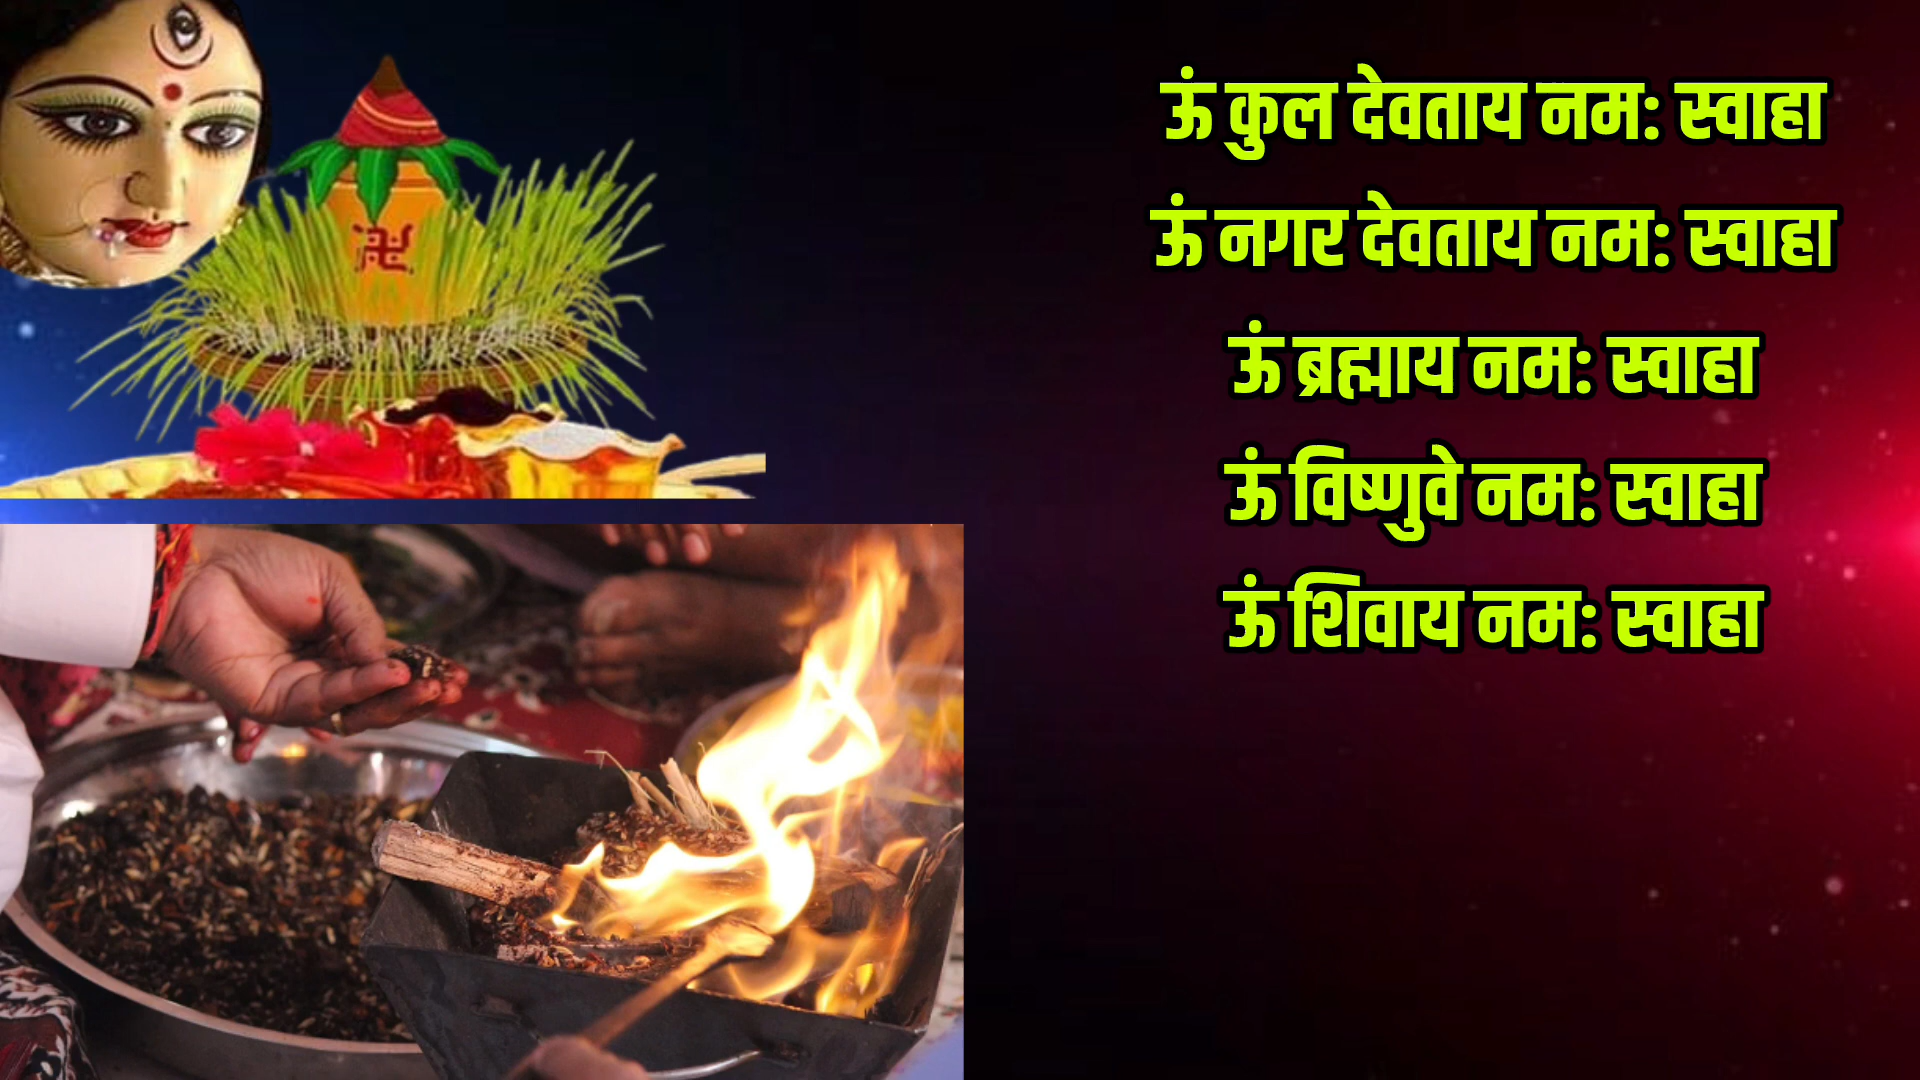 ऊं कुल देवताय नम: स्वाहा
ऊं नगर देवताय नम: स्वाहा
ऊं ब्रह्माय नम: स्वाहा
ऊं विष्णुवे नम: स्वाहा
ऊं शिवाय नम: स्वाहा